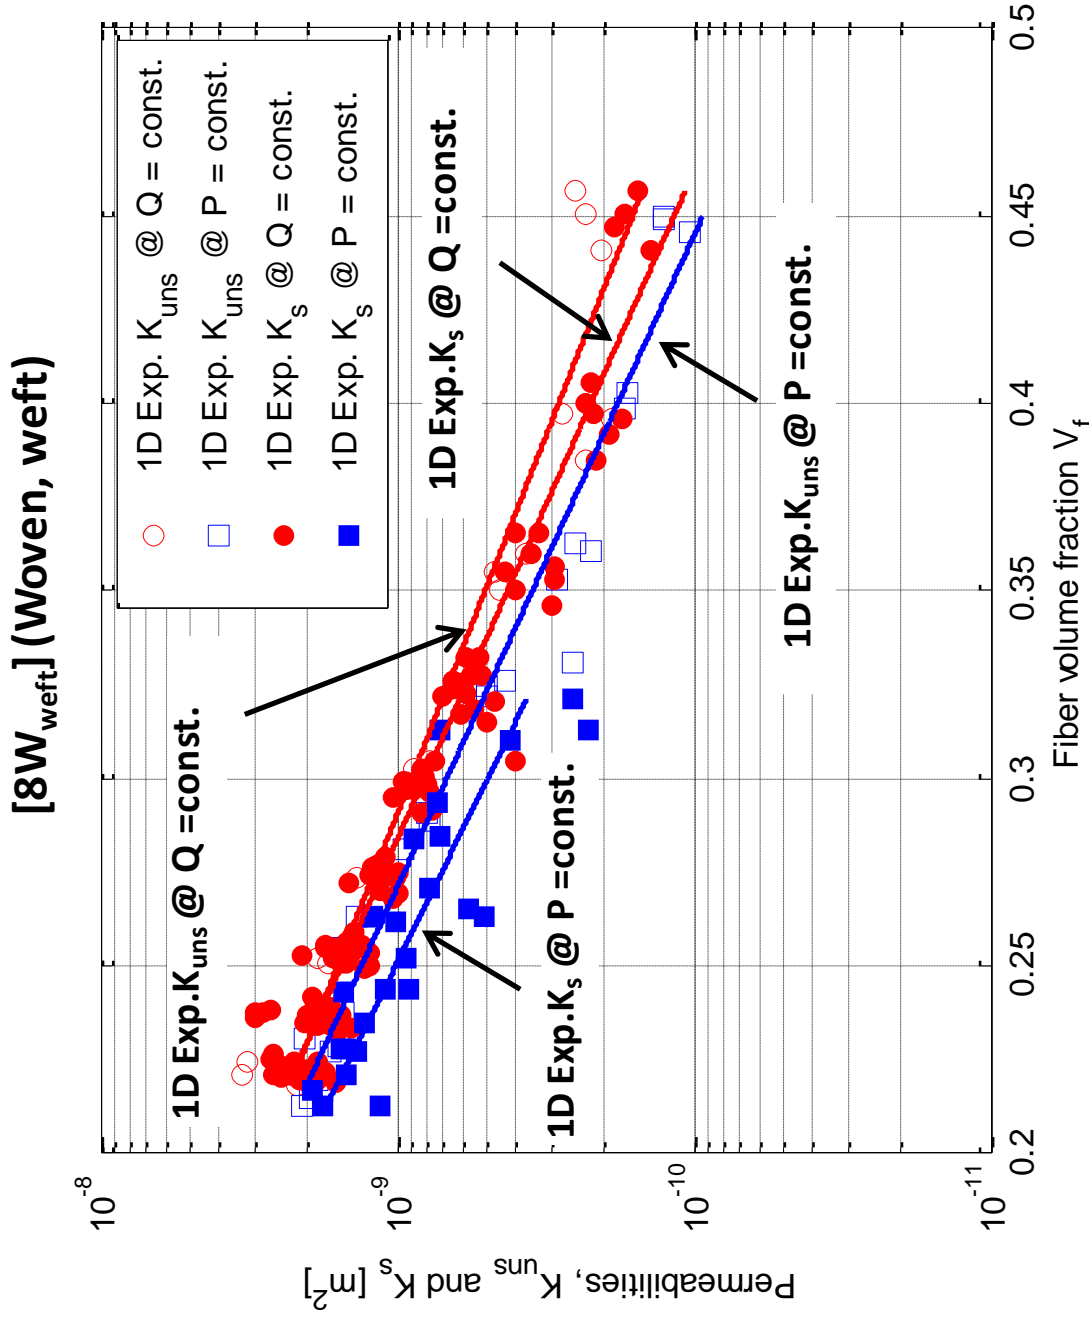 [8W_weft] (Woven, weft)
1D Exp. K_uns @ Q = const.
1D Exp. K_uns @ P = const.
1D Exp. K_s @ Q = const.
1D Exp. K_s @ P = const.
1D Exp.K_uns @ Q =const.
1D Exp.K_s @ Q =const.
1D Exp.K_s @ P =const.
1D Exp.K_uns @ P =const.
Permeabilities, K_uns and K_s [m^2]
10^-8
10^-9
10^-10
10^-11
0.2
0.25
0.3
0.35
0.4
0.45
0.5
Fiber volume fraction V_f